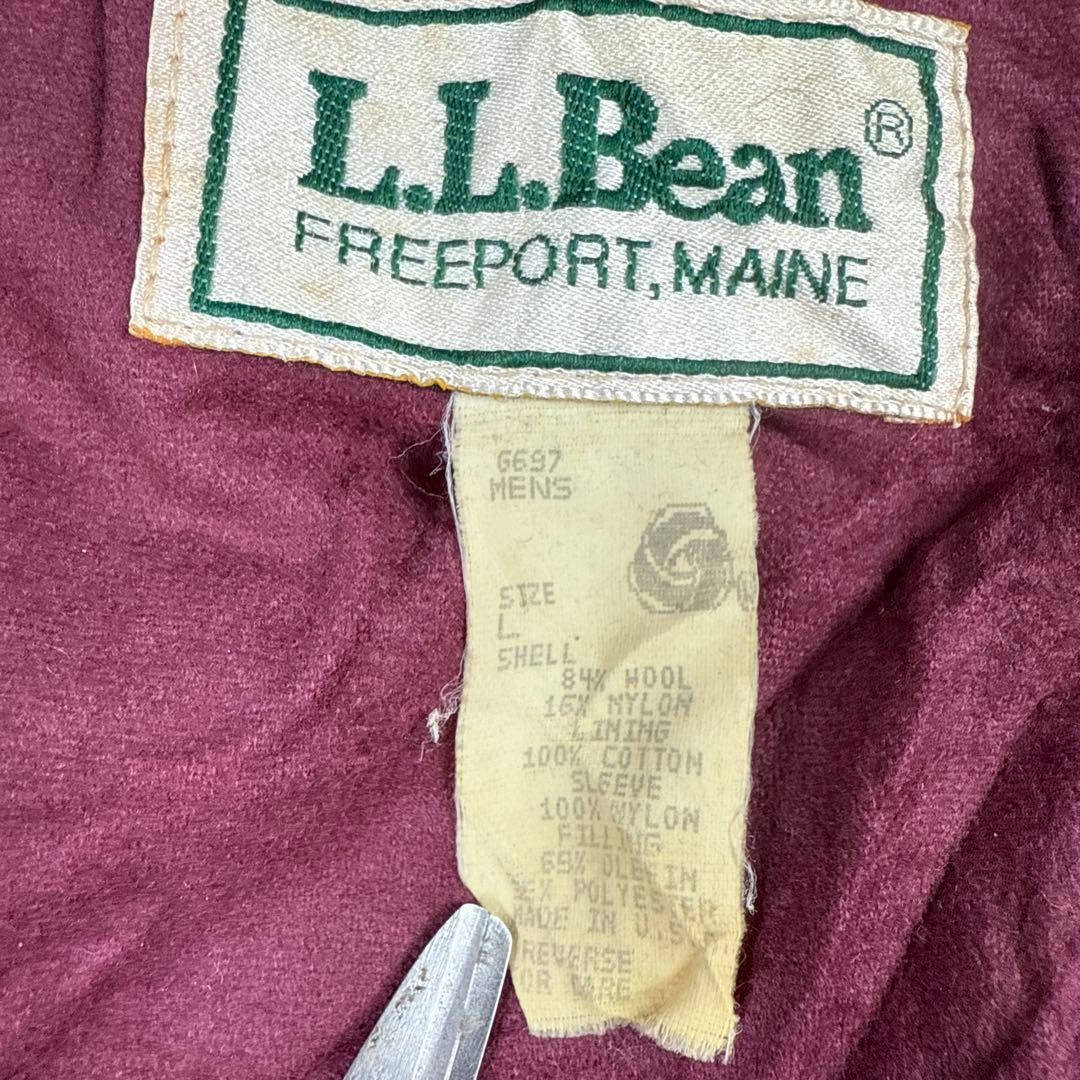 L.L.Bean®
FREEPORT, MAINE
G697
MENS
SIZE
L
SHELL
84% WOOL
16% NYLON
LINING
100% COTTON
SLEEVE
100% NYLON
FILLING
65% OLEFIN
POLYESTER
MADE IN U.S
REVERSE
CARE